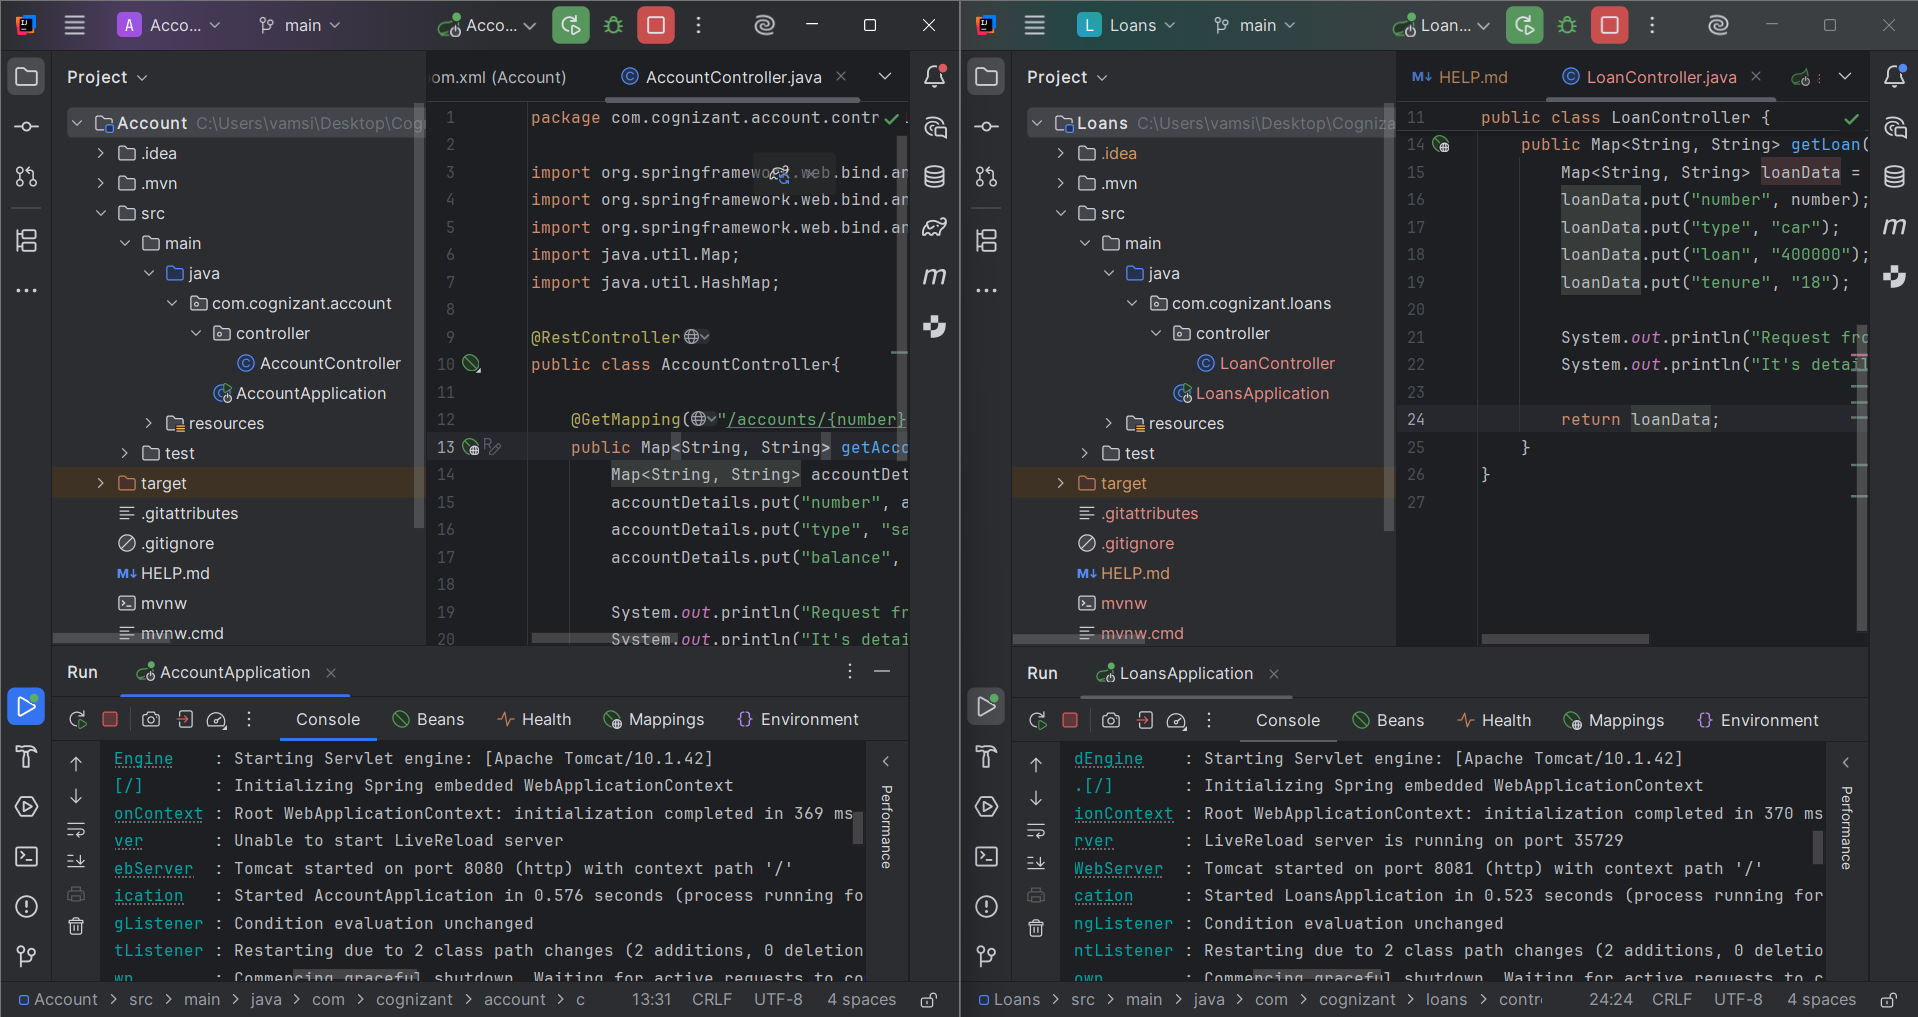 A Acco... main Acco...
Project
Account C:\Users\vamsi\Desktop\Cog
.idea
.mvn
src
main
java
com.cognizant.account
controller
AccountController
AccountApplication
resources
test
target
.gitattributes
.gitignore
M↓ HELP.md
mvnw
mvnw.cmd
om.xml (Account) AccountController.java
1 package com.cognizant.account.contr
2
3 import org.springframework.web.bind.an
4 import org.springframework.web.bind.an
5 import org.springframework.web.bind.an
6 import java.util.Map;
7 import java.util.HashMap;
8
9 @RestController
10 public class AccountController{
11
12 @GetMapping("/accounts/{number}
13 public Map<String, String> getAcco
14 Map<String, String> accountDet
15 accountDetails.put("number", a
16 accountDetails.put("type", "sa
17 accountDetails.put("balance",
18
19 System.out.println("Request fr
20 System.out.println("It's detai
Run AccountApplication
Console Beans Health Mappings Environment
Engine : Starting Servlet engine: [Apache Tomcat/10.1.42]
[/] : Initializing Spring embedded WebApplicationContext
onContext : Root WebApplicationContext: initialization completed in 369 ms
ver : Unable to start LiveReload server
ebServer : Tomcat started on port 8080 (http) with context path '/'
ication : Started AccountApplication in 0.576 seconds (process running fo
gListener : Condition evaluation unchanged
tListener : Restarting due to 2 class path changes (2 additions, 0 deletion
wn : Commencing graceful shutdown. Waiting for active requests to co
Performance
Account > src > main > java > com > cognizant > account > c 13:31 CRLF UTF-8 4 spaces
L Loans main Loan...
Project
Loans C:\Users\vamsi\Desktop\Cogniza
.idea
.mvn
src
main
java
com.cognizant.loans
controller
LoanController
LoansApplication
resources
test
target
.gitattributes
.gitignore
M↓ HELP.md
mvnw
mvnw.cmd
M↓ HELP.md LoanController.java
11 public class LoanController {
14 public Map<String, String> getLoan(
15 Map<String, String> loanData =
16 loanData.put("number", number);
17 loanData.put("type", "car");
18 loanData.put("loan", "400000");
19 loanData.put("tenure", "18");
20
21 System.out.println("Request fro
22 System.out.println("It's detail
23
24 return loanData;
25 }
26 }
27
Run LoansApplication
Console Beans Health Mappings Environment
dEngine : Starting Servlet engine: [Apache Tomcat/10.1.42]
.[/] : Initializing Spring embedded WebApplicationContext
ionContext : Root WebApplicationContext: initialization completed in 370 ms
rver : LiveReload server is running on port 35729
WebServer : Tomcat started on port 8081 (http) with context path '/'
cation : Started LoansApplication in 0.523 seconds (process running for
ngListener : Condition evaluation unchanged
ntListener : Restarting due to 2 class path changes (2 additions, 0 deletio
own : Commencing graceful shutdown. Waiting for active requests to c
Performance
Loans > src > main > java > com > cognizant > loans > contr 24:24 CRLF UTF-8 4 spaces